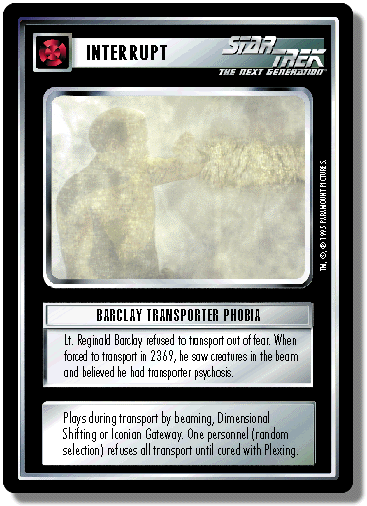 INTERRUPT
STAR TREK
THE NEXT GENERATION™
TM, ®, © 1995 PARAMOUNT PICTURES.
BARCLAY TRANSPORTER PHOBIA
Lt. Reginald Barclay refused to transport out of fear. When
forced to transport in 2369, he saw creatures in the beam
and believed he had transporter psychosis.
Plays during transport by beaming, Dimensional
Shifting or Iconian Gateway. One personnel (random
selection) refuses all transport until cured with Plexing.